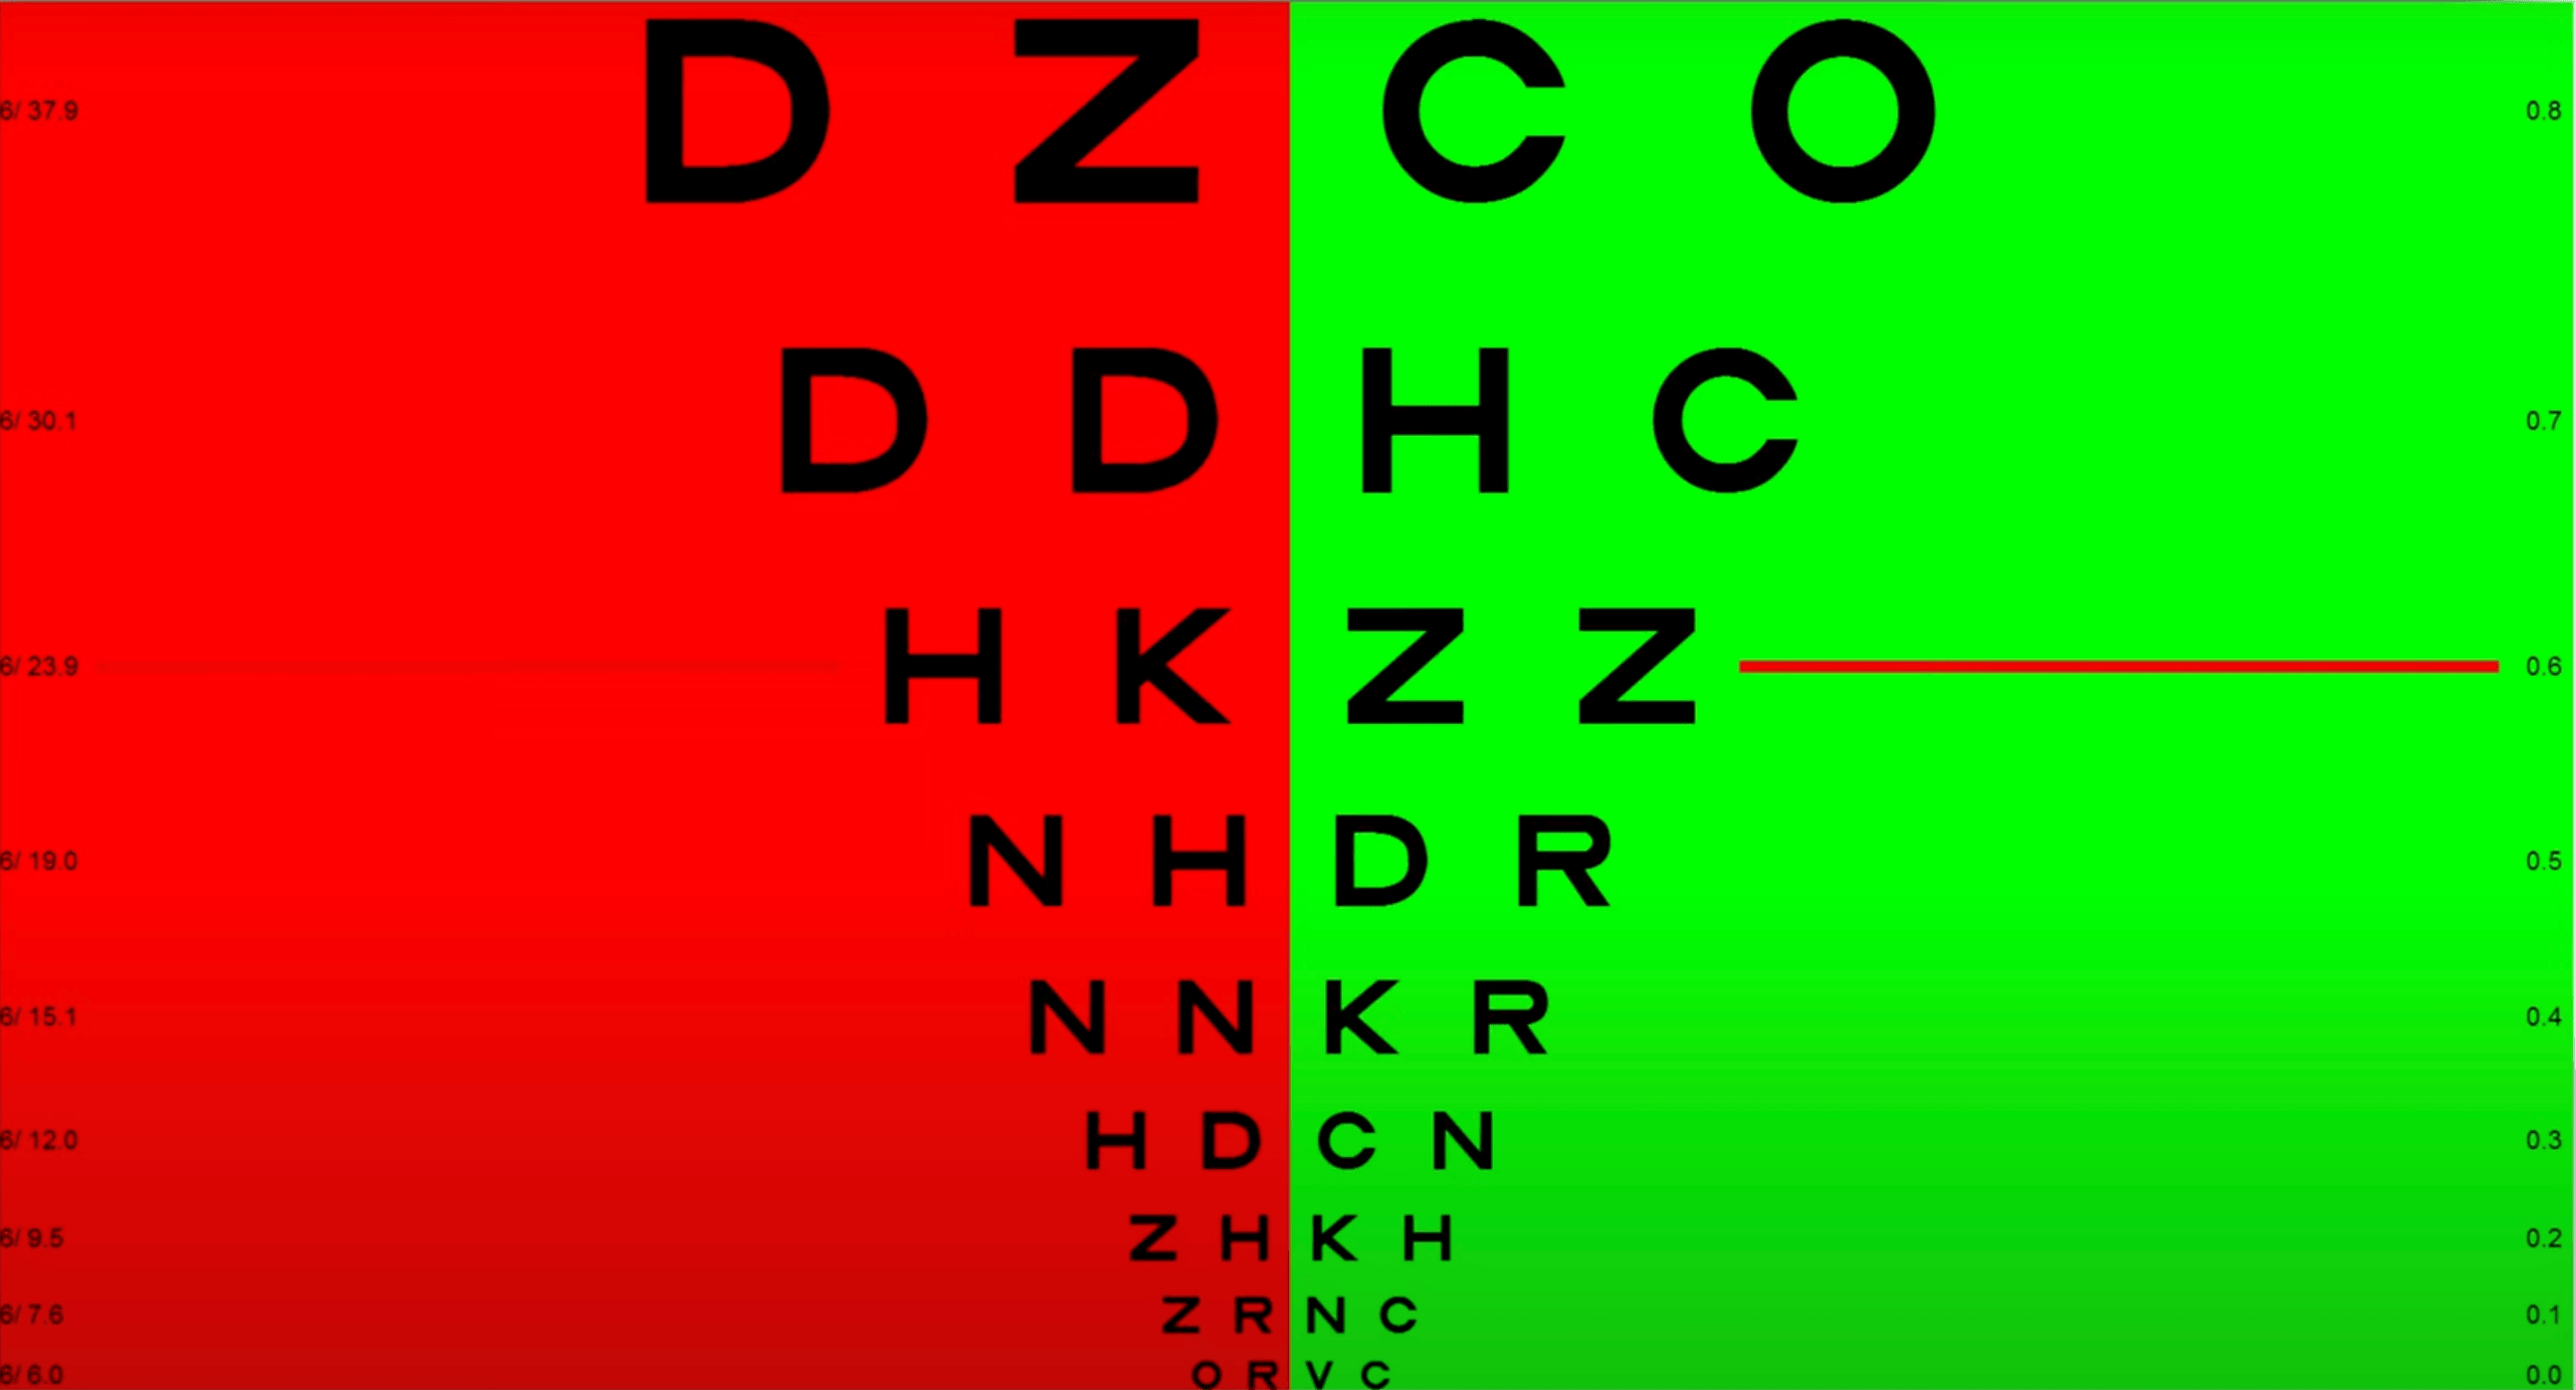 6/ 37.9 D Z C O 0.8
6/ 30.1 D D H C 0.7
6/ 23.9 H K Z Z 0.6
6/ 19.0 N H D R 0.5
6/ 15.1 N N K R 0.4
6/ 12.0 H D C N 0.3
6/ 9.5 Z H K H 0.2
6/ 7.6 Z R N C 0.1
6/ 6.0 O R V C 0.0